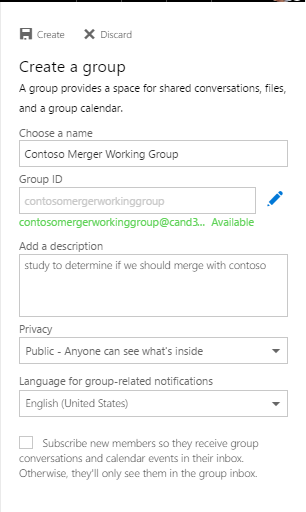 Create Discard
Create a group
A group provides a space for shared conversations, files,
and a group calendar.
Choose a name
Contoso Merger Working Group
Group ID
contosomergerworkinggroup
contosomergerworkinggroup@cand3... Available
Add a description
study to determine if we should merge with contoso
Privacy
Public - Anyone can see what's inside
Language for group-related notifications
English (United States)
Subscribe new members so they receive group
conversations and calendar events in their inbox.
Otherwise, they'll only see them in the group inbox.